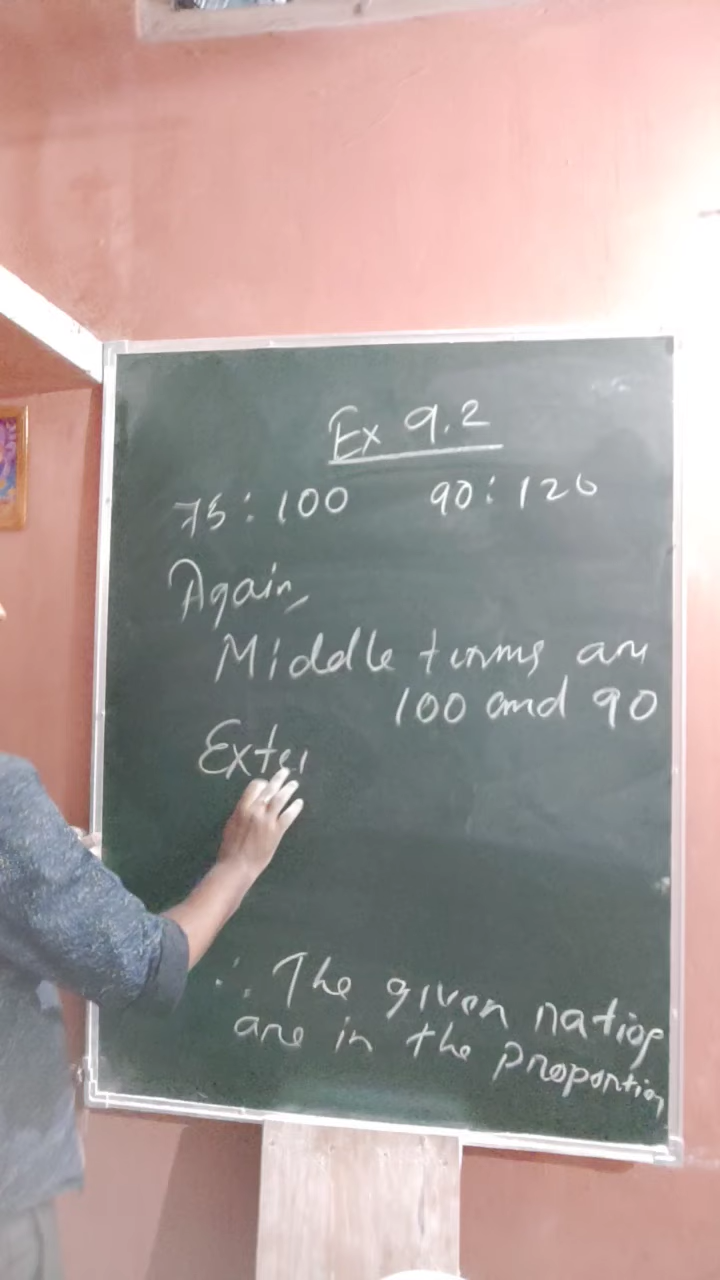 Ex 9.2
75 : 100 90 : 120
Again,
Middle terms are
100 and 90
Exter
∴ The given ratios
are in the proportion